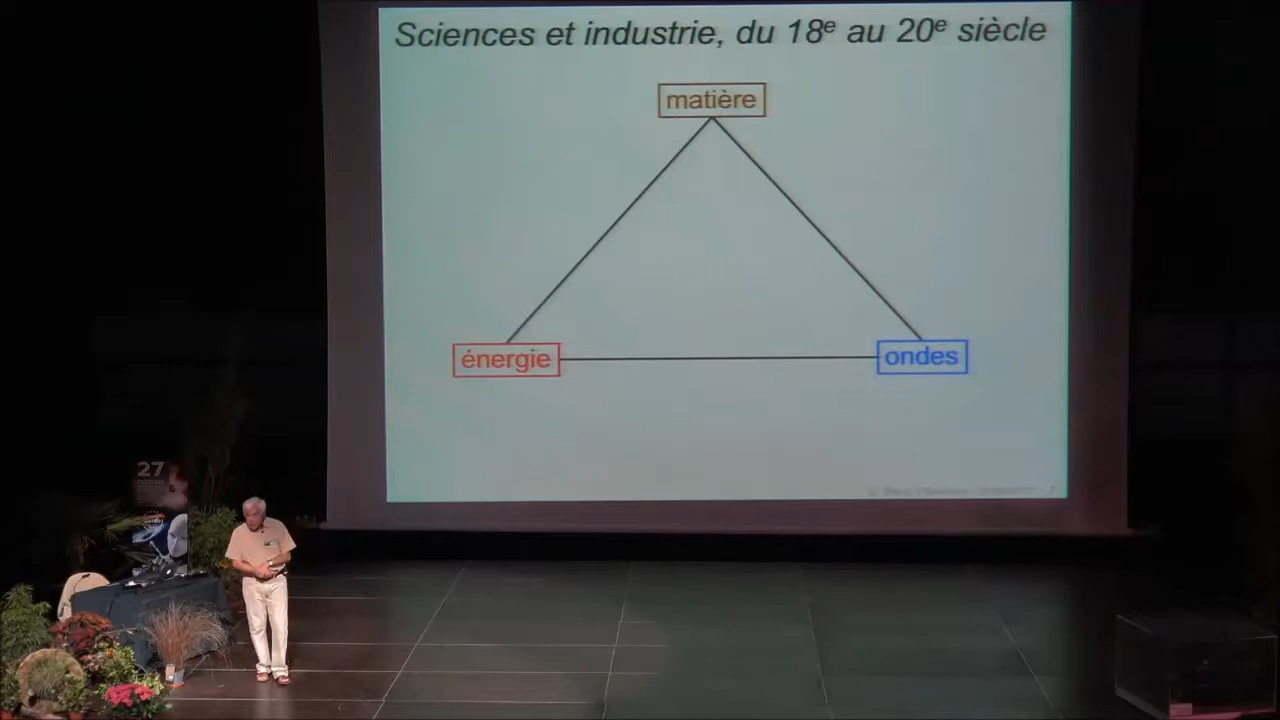 Sciences et industrie, du 18e au 20e siècle
matière
énergie
ondes
27